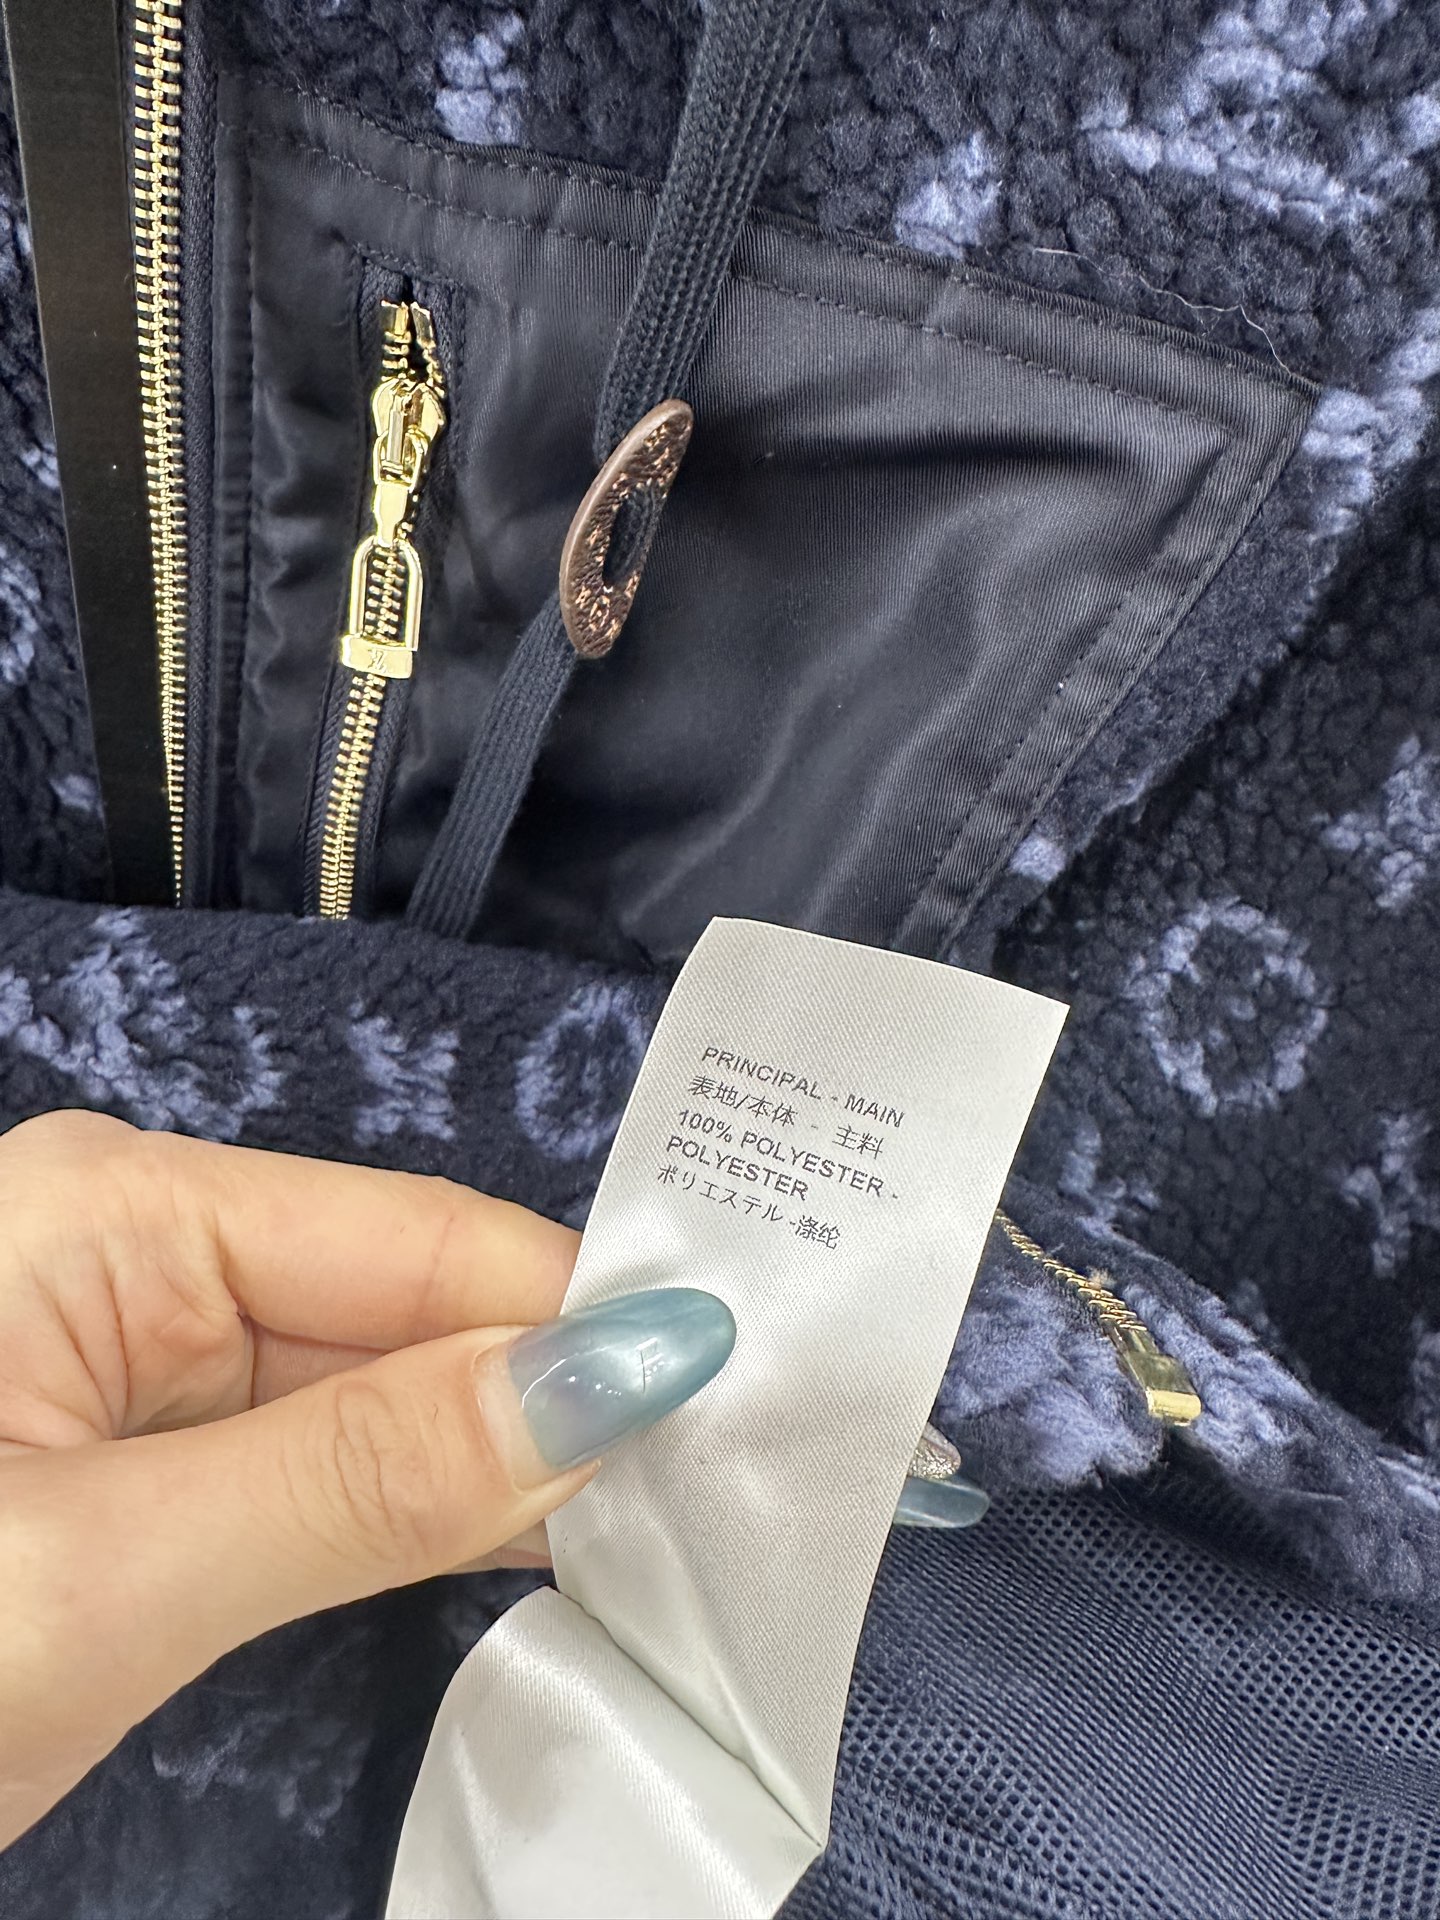 PRINCIPAL - MAIN
表地/本体 - 主料
100% POLYESTER -
POLYESTER
ポリエステル -涤纶